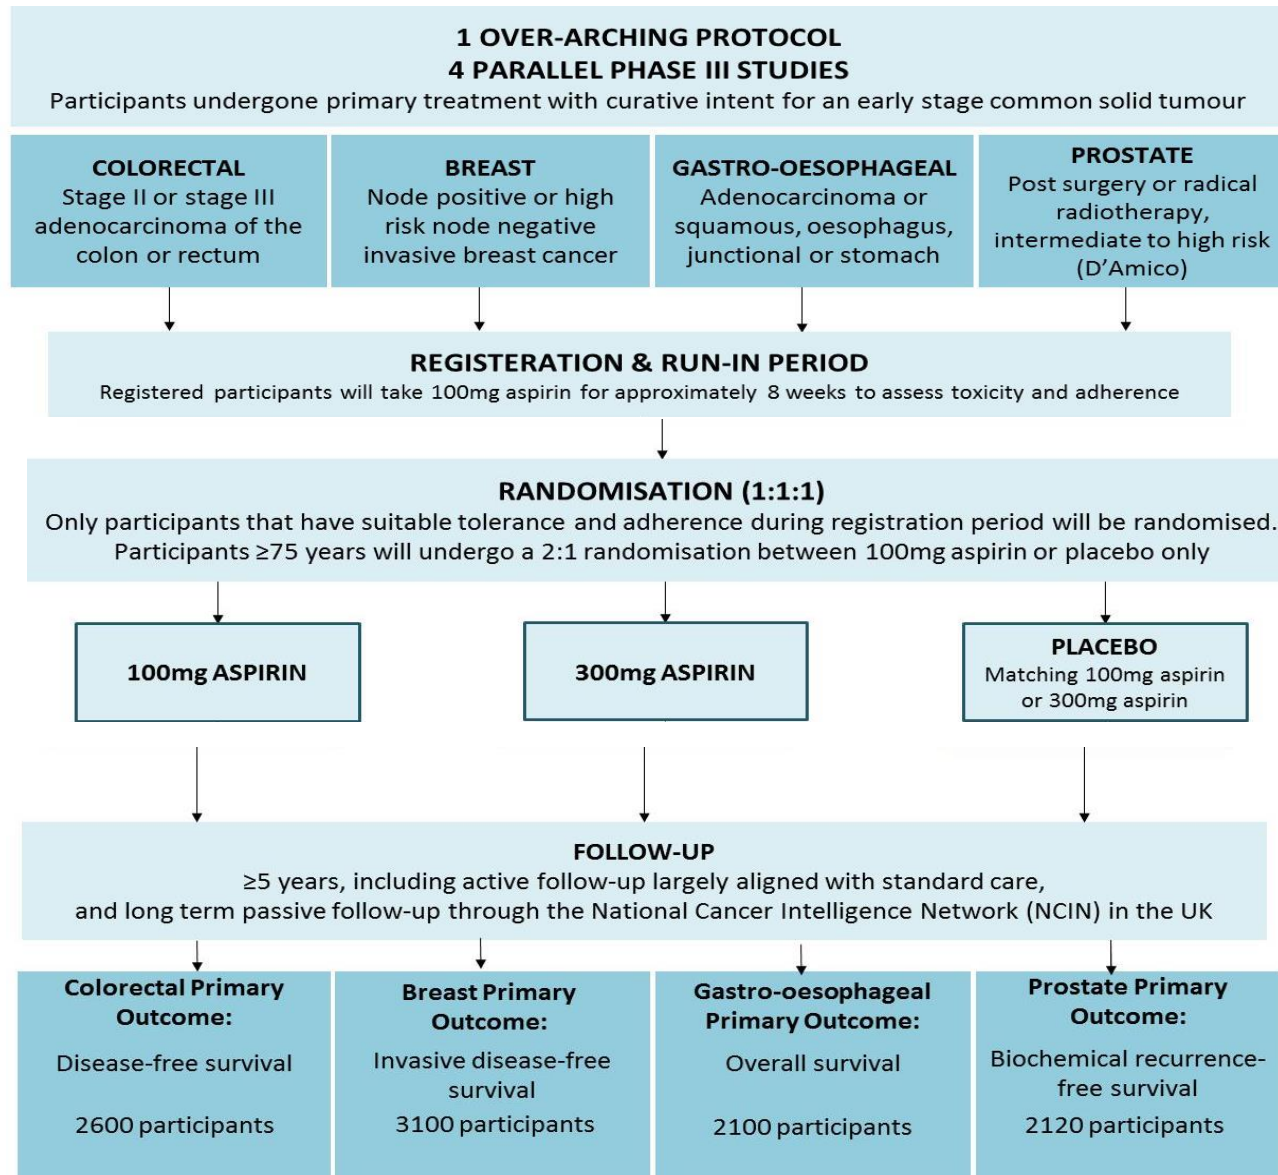 1 OVER-ARCHING PROTOCOL
4 PARALLEL PHASE III STUDIES
Participants undergone primary treatment with curative intent for an early stage common solid tumour
COLORECTAL
Stage II or stage III
adenocarcinoma of the
colon or rectum
BREAST
Node positive or high
risk node negative
invasive breast cancer
GASTRO-OESOPHAGEAL
Adenocarcinoma or
squamous, oesophagus,
junctional or stomach
PROSTATE
Post surgery or radical
radiotherapy,
intermediate to high risk
(D’Amico)
REGISTERATION & RUN-IN PERIOD
Registered participants will take 100mg aspirin for approximately 8 weeks to assess toxicity and adherence
RANDOMISATION (1:1:1)
Only participants that have suitable tolerance and adherence during registration period will be randomised.
Participants ≥75 years will undergo a 2:1 randomisation between 100mg aspirin or placebo only
100mg ASPIRIN
300mg ASPIRIN
PLACEBO
Matching 100mg aspirin
or 300mg aspirin
FOLLOW-UP
≥5 years, including active follow-up largely aligned with standard care,
and long term passive follow-up through the National Cancer Intelligence Network (NCIN) in the UK
Colorectal Primary
Outcome:
Disease-free survival
2600 participants
Breast Primary
Outcome:
Invasive disease-free
survival
3100 participants
Gastro-oesophageal
Primary Outcome:
Overall survival
2100 participants
Prostate Primary
Outcome:
Biochemical recurrence-
free survival
2120 participants